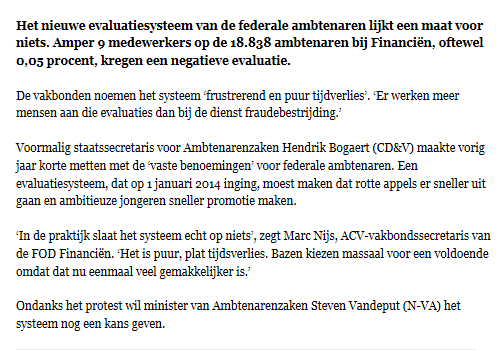 Het nieuwe evaluatiesysteem van de federale ambtenaren lijkt een maat voor
niets. Amper 9 medewerkers op de 18.838 ambtenaren bij Financiën, oftewel
0,05 procent, kregen een negatieve evaluatie.
De vakbonden noemen het systeem ‘frustrerend en puur tijdverlies’. ‘Er werken meer
mensen aan die evaluaties dan bij de dienst fraudebestrijding.’
Voormalig staatssecretaris voor Ambtenarenzaken Hendrik Bogaert (CD&V) maakte vorig
jaar korte metten met de ‘vaste benoemingen’ voor federale ambtenaren. Een
evaluatiesysteem, dat op 1 januari 2014 inging, moest maken dat rotte appels er sneller uit
gaan en ambitieuze jongeren sneller promotie maken.
‘In de praktijk slaat het systeem echt op niets’, zegt Marc Nijs, ACV-vakbondssecretaris van
de FOD Financiën. ‘Het is puur, plat tijdsverlies. Bazen kiezen massaal voor een voldoende
omdat dat nu eenmaal veel gemakkelijker is.’
Ondanks het protest wil minister van Ambtenarenzaken Steven Vandeput (N-VA) het
systeem nog een kans geven.